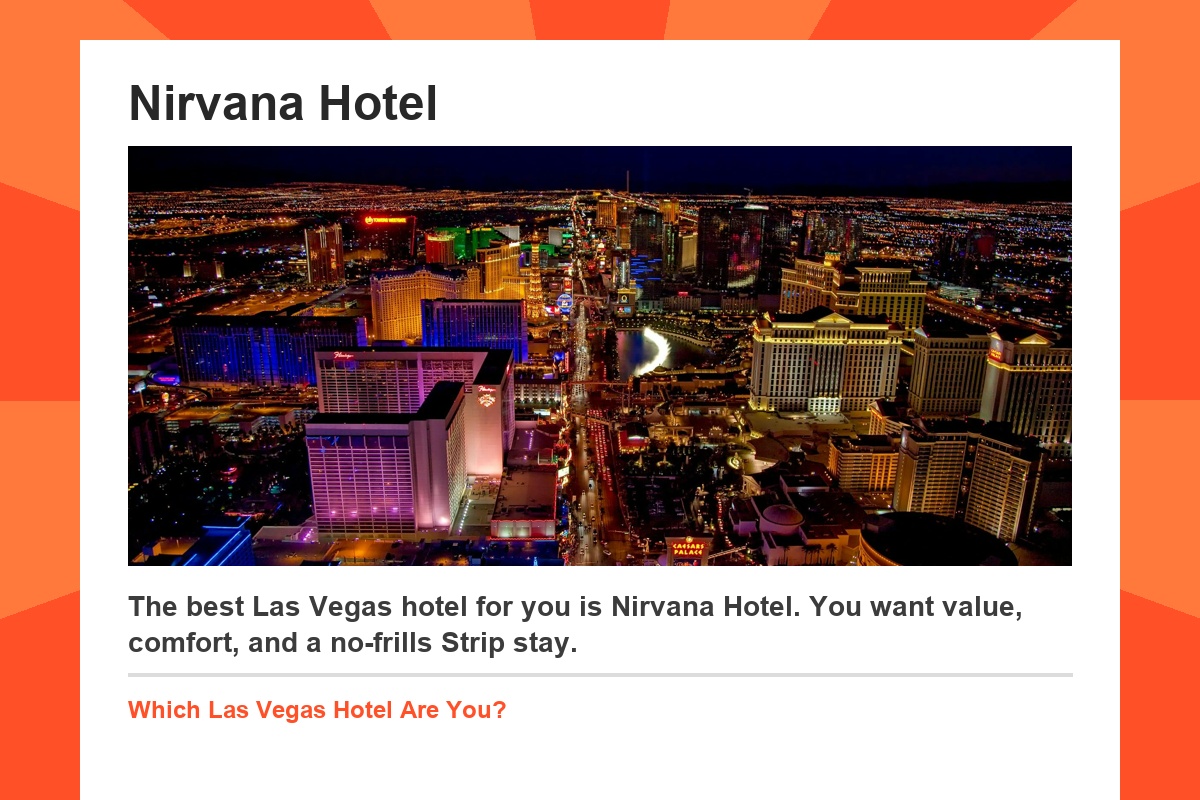 Nirvana Hotel
Flamingo
Flamingo
CAESARS
PALACE
The best Las Vegas hotel for you is Nirvana Hotel. You want value,
comfort, and a no-frills Strip stay.
Which Las Vegas Hotel Are You?